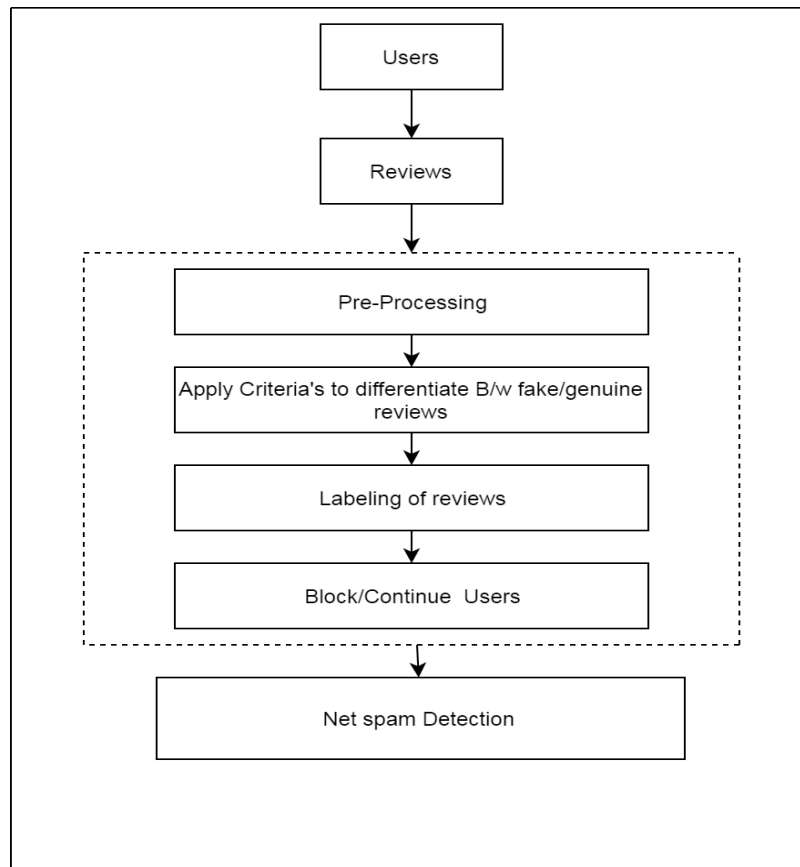 Users
Reviews
Pre-Processing
Apply Criteria's to differentiate B/w fake/genuine
reviews
Labeling of reviews
Block/Continue  Users
Net spam Detection